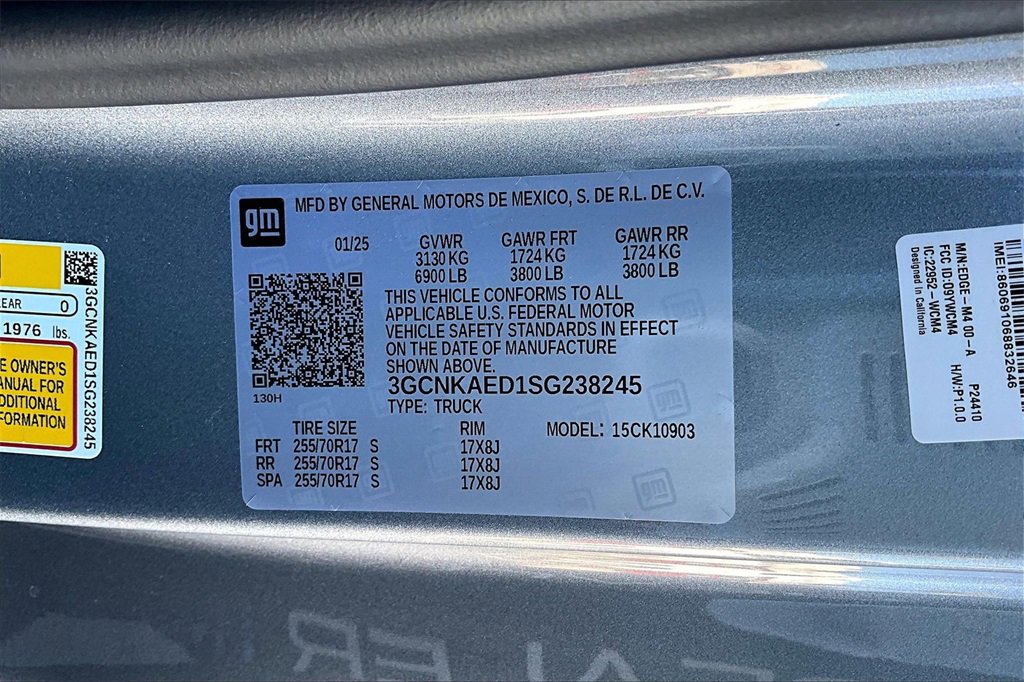 LEAR 0
1976 lbs.
E OWNER'S
ANUAL FOR
DDITIONAL
FORMATION
3GCNKAED1SG238245
gm
MFD BY GENERAL MOTORS DE MEXICO, S. DE R.L. DE C.V.
01/25 GVWR GAWR FRT GAWR RR
3130 KG 1724 KG 1724 KG
6900 LB 3800 LB 3800 LB
THIS VEHICLE CONFORMS TO ALL
APPLICABLE U.S. FEDERAL MOTOR
VEHICLE SAFETY STANDARDS IN EFFECT
ON THE DATE OF MANUFACTURE
SHOWN ABOVE.
130H
3GCNKAED1SG238245
TYPE: TRUCK
TIRE SIZE RIM MODEL: 15CK10903
FRT 255/70R17 S 17X8J
RR 255/70R17 S 17X8J
SPA 255/70R17 S 17X8J
IMEI:860691088832646
M/N:EDGE-M4 00-A P24410
FCC ID:09YWCM4 H/W:P1.0.0
IC:22952-WCM4
Designed in California